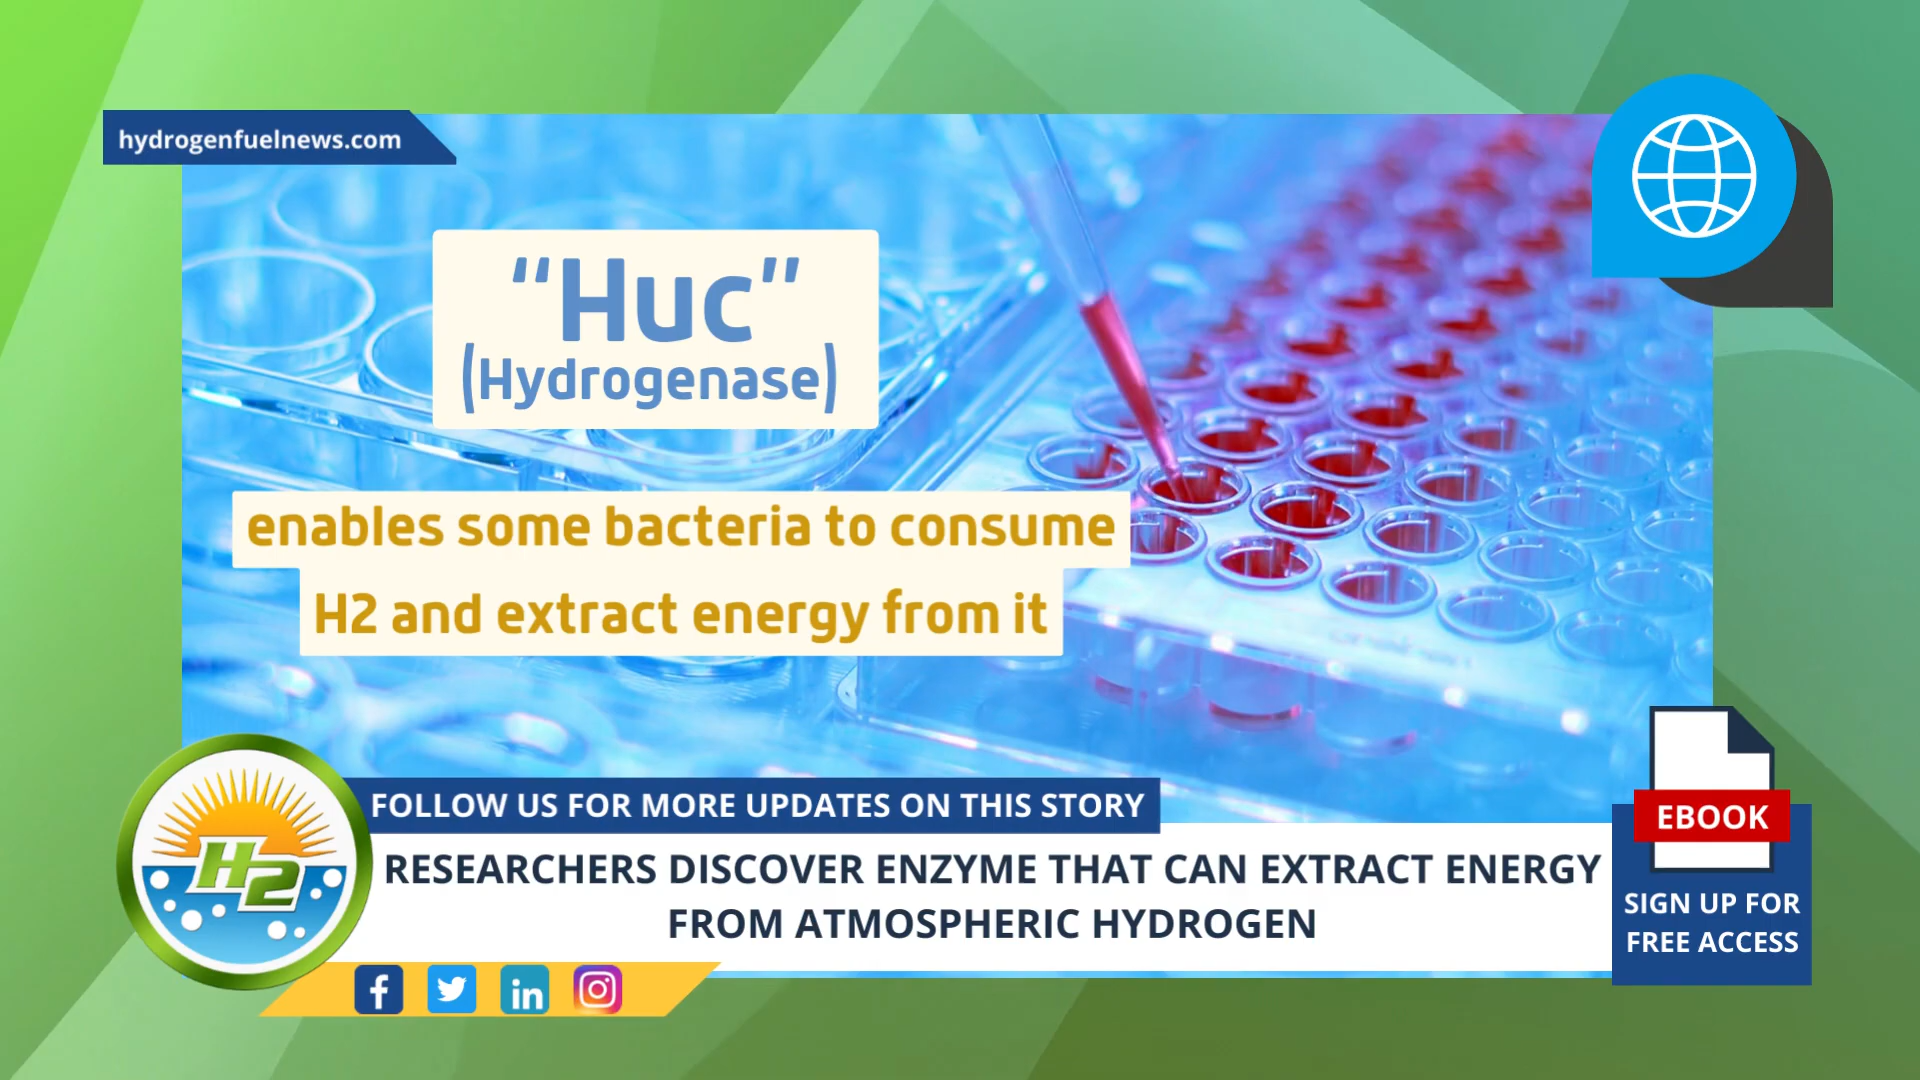 hydrogenfuelnews.com
“Huc”
(Hydrogenase)
enables some bacteria to consume
H2 and extract energy from it
FOLLOW US FOR MORE UPDATES ON THIS STORY
RESEARCHERS DISCOVER ENZYME THAT CAN EXTRACT ENERGY
FROM ATMOSPHERIC HYDROGEN
H2
EBOOK
SIGN UP FOR
FREE ACCESS
f
in